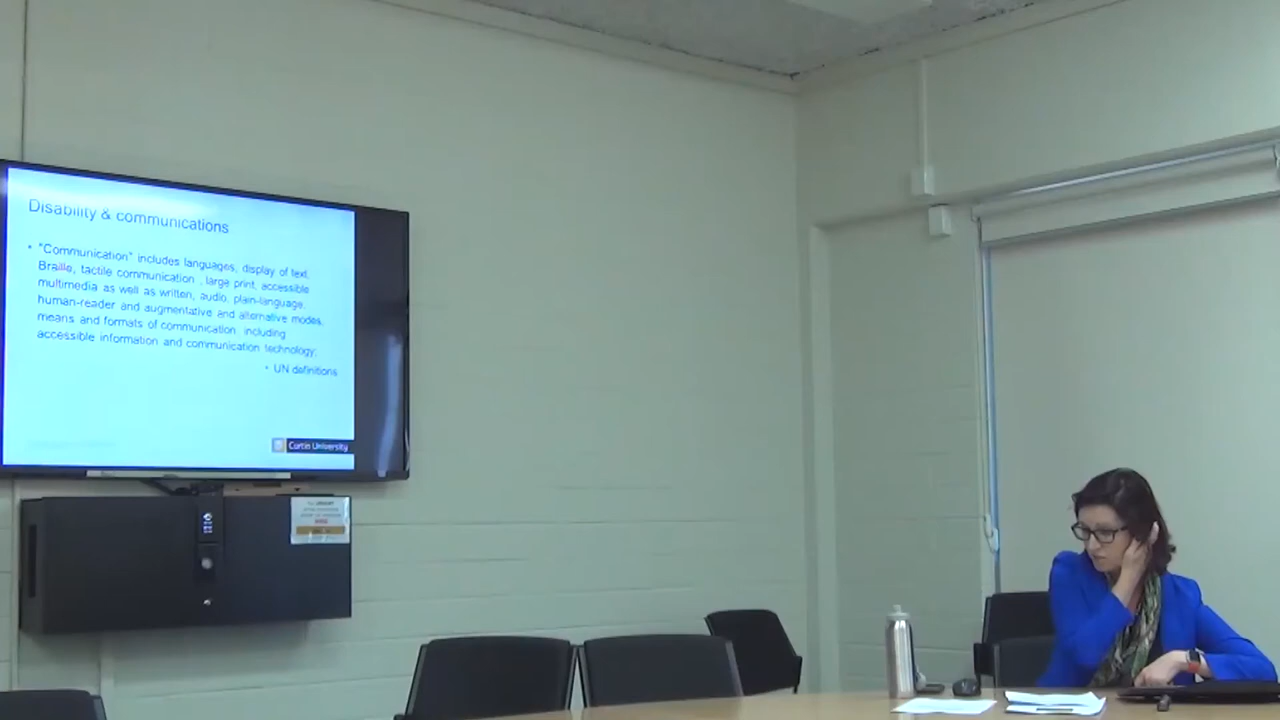 Disability & communications
• "Communication" includes languages, display of text,
Braille, tactile communication , large print, accessible
multimedia as well as written, audio, plain-language,
human-reader and augmentative and alternative modes,
means and formats of communication, including
accessible information and communication technology;
• UN definitions
Curtin University